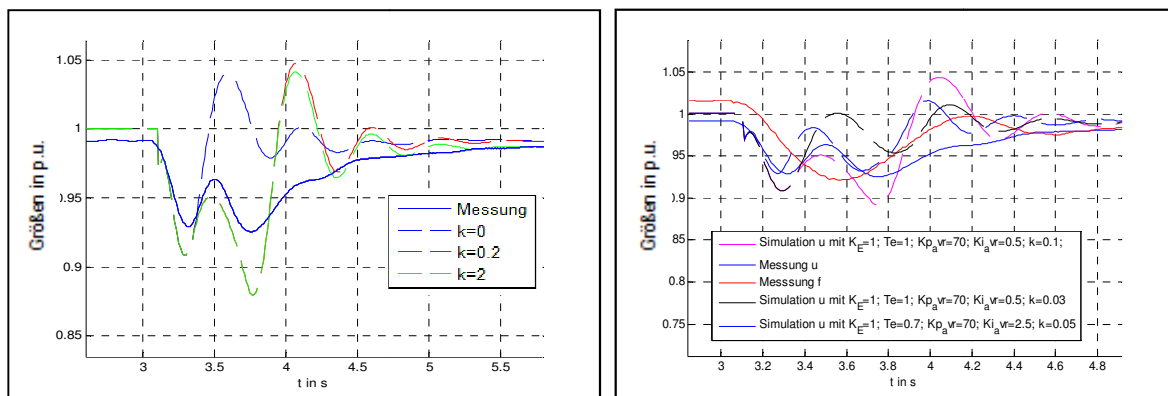 1.05
1
0.95
0.9
0.85
Größen in p.u.
3
3.5
4
4.5
5
5.5
t in s
Messung
k=0
k=0.2
k=2
1.05
1
0.95
0.9
85
0.8
0.75
Größen in p.u.
3
3.2
3.4
3.6
3.8
4
4.2
4.4
4.6
4.8
t in s
Simulation u mit K_E=1; Te=1; Kp_avr=70; Ki_avr=0.5; k=0.1;
Messung u
Messsung f
Simulation u mit K_E=1; Te=1; Kp_avr=70; Ki_avr=0.5; k=0.03
Simulation u mit K_E=1; Te=0.7; Kp_avr=70; Ki_avr=2.5; k=0.05